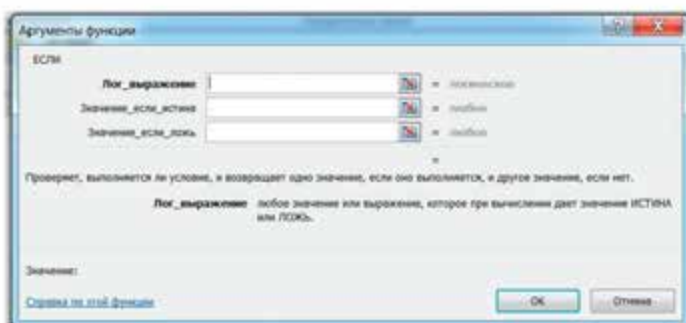 Аргументы функции
ЕСЛИ
Лог_выражение = логическое
Значение_если_истина = любое
Значение_если_ложь = любое
=
Проверяет, выполняется ли условие, и возвращает одно значение, если оно выполняется, и другое значение, если нет.
Лог_выражение любое значение или выражение, которое при вычислении дает значение ИСТИНА
или ЛОЖЬ.
Значение:
Справка по этой функции
ОК
Отмена